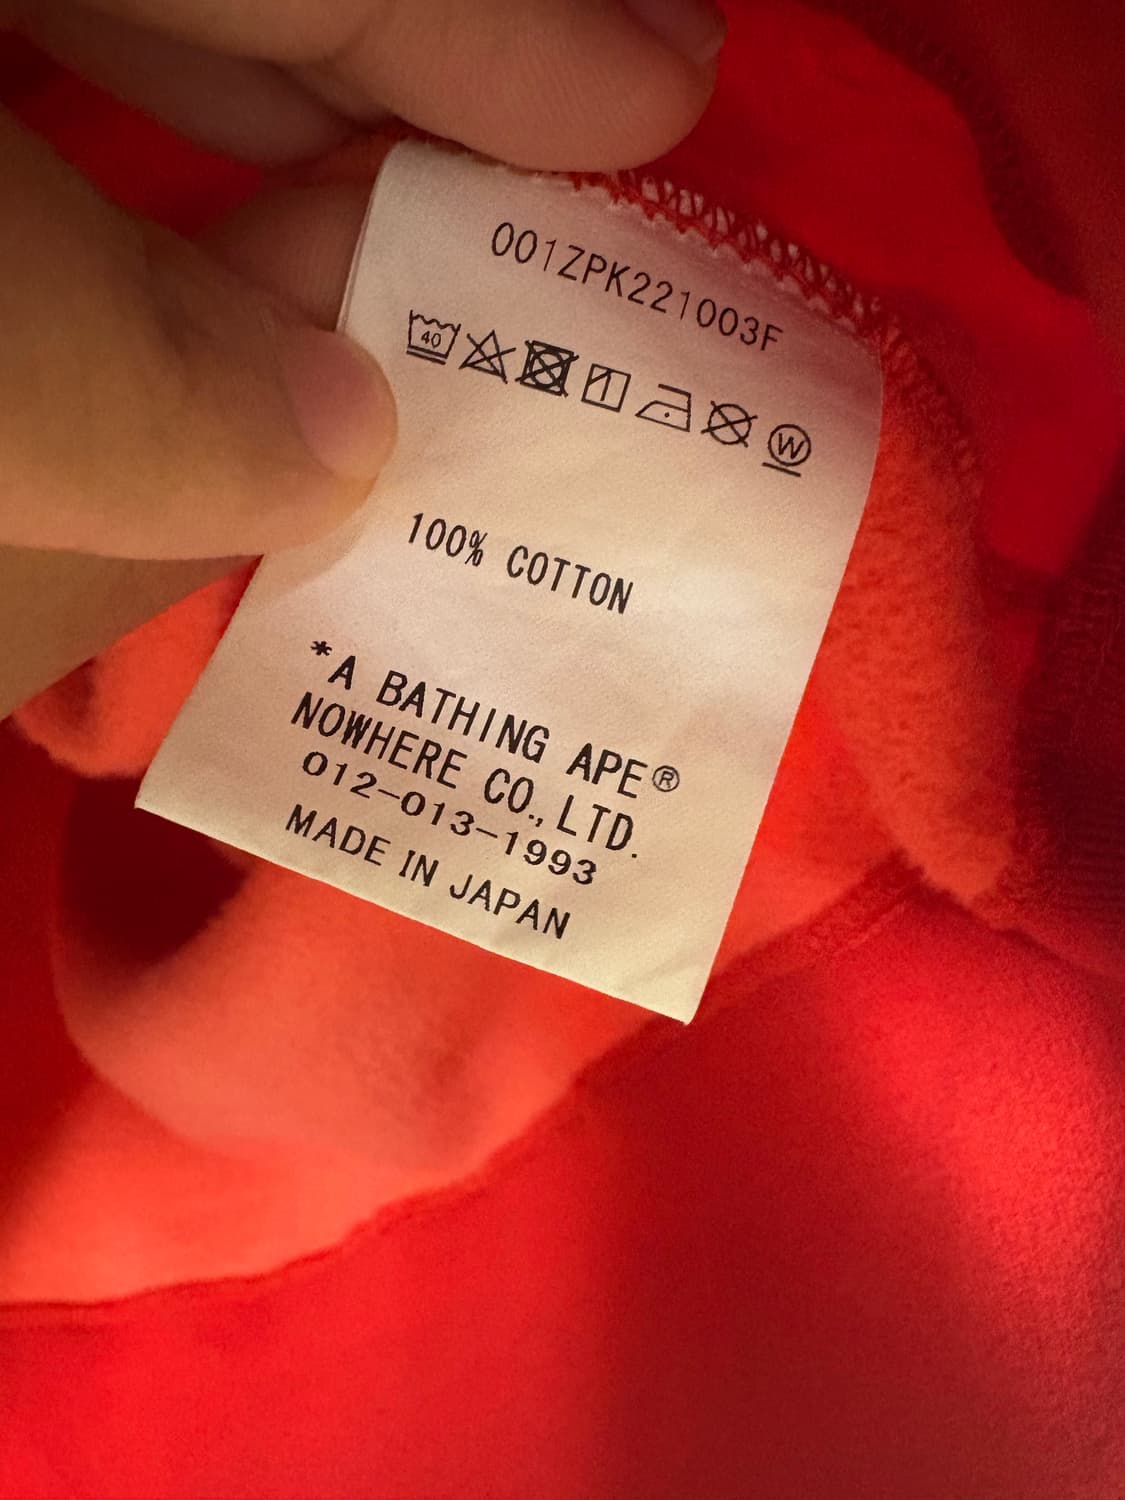 001ZPK221003F
40 W
100% COTTON
*A BATHING APE®
NOWHERE CO., LTD.
012-013-1993
MADE IN JAPAN